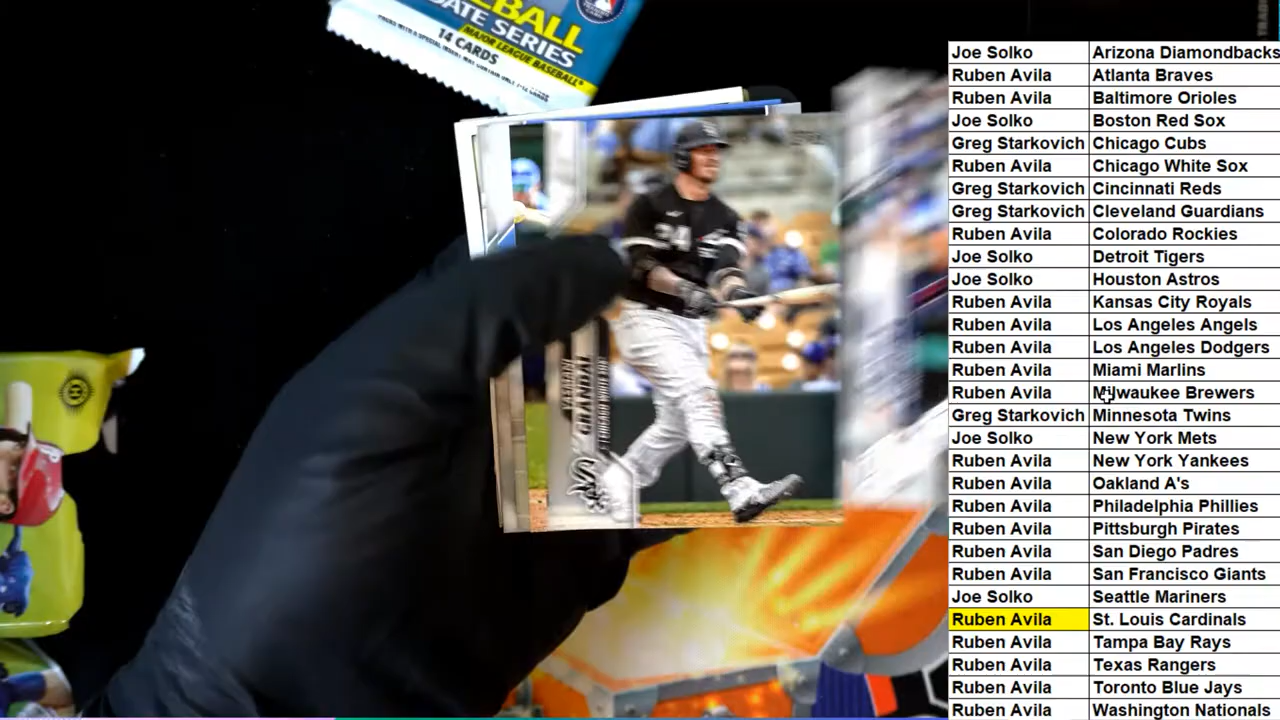 BALL
DATE SERIES
MAJOR LEAGUE BASEBALL
14 CARDS
24
YASMANI
GRANDAL
CHICAGO WHITE SOX
Joe Solko Arizona Diamondbacks
Ruben Avila Atlanta Braves
Ruben Avila Baltimore Orioles
Joe Solko Boston Red Sox
Greg Starkovich Chicago Cubs
Ruben Avila Chicago White Sox
Greg Starkovich Cincinnati Reds
Greg Starkovich Cleveland Guardians
Ruben Avila Colorado Rockies
Joe Solko Detroit Tigers
Joe Solko Houston Astros
Ruben Avila Kansas City Royals
Ruben Avila Los Angeles Angels
Ruben Avila Los Angeles Dodgers
Ruben Avila Miami Marlins
Ruben Avila Milwaukee Brewers
Greg Starkovich Minnesota Twins
Joe Solko New York Mets
Ruben Avila New York Yankees
Ruben Avila Oakland A's
Ruben Avila Philadelphia Phillies
Ruben Avila Pittsburgh Pirates
Ruben Avila San Diego Padres
Ruben Avila San Francisco Giants
Joe Solko Seattle Mariners
Ruben Avila St. Louis Cardinals
Ruben Avila Tampa Bay Rays
Ruben Avila Texas Rangers
Ruben Avila Toronto Blue Jays
Ruben Avila Washington Nationals